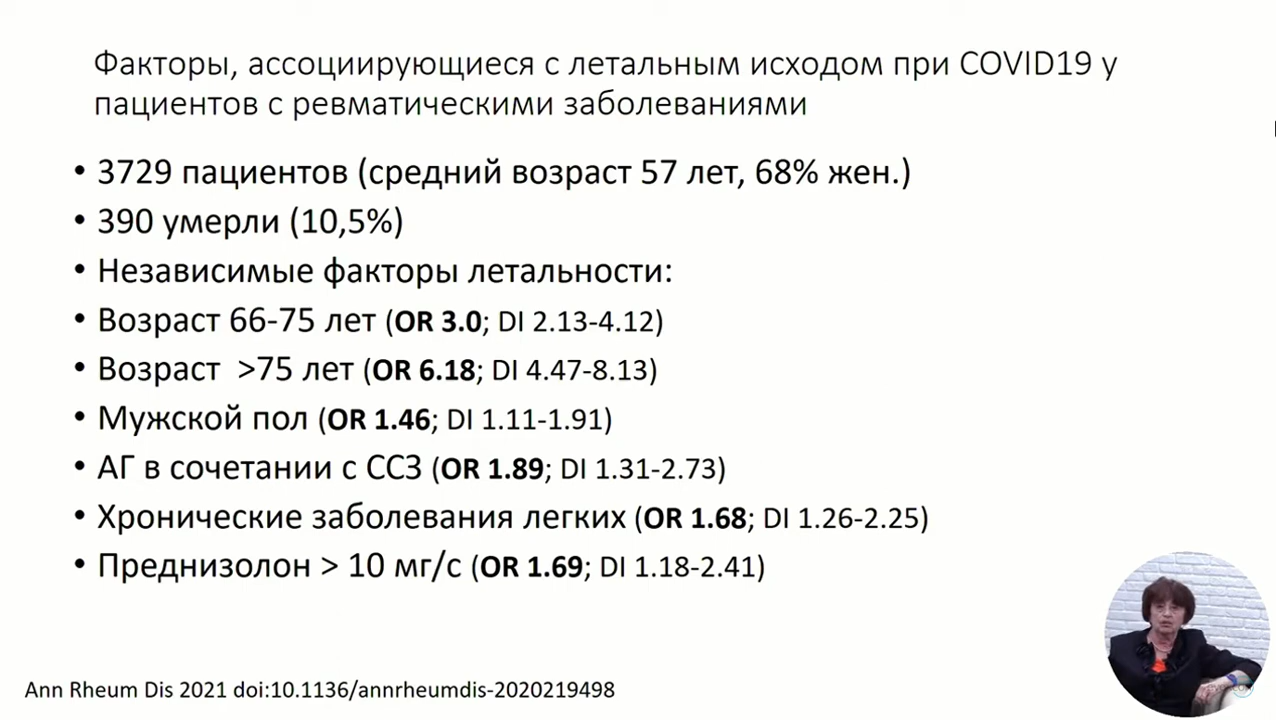 Факторы, ассоциирующиеся с летальным исходом при COVID19 у
пациентов с ревматическими заболеваниями
• 3729 пациентов (средний возраст 57 лет, 68% жен.)
• 390 умерли (10,5%)
• Независимые факторы летальности:
• Возраст 66-75 лет (OR 3.0; DI 2.13-4.12)
• Возраст >75 лет (OR 6.18; DI 4.47-8.13)
• Мужской пол (OR 1.46; DI 1.11-1.91)
• АГ в сочетании с ССЗ (OR 1.89; DI 1.31-2.73)
• Хронические заболевания легких (OR 1.68; DI 1.26-2.25)
• Преднизолон > 10 мг/с (OR 1.69; DI 1.18-2.41)
Ann Rheum Dis 2021 doi:10.1136/annrheumdis-2020219498